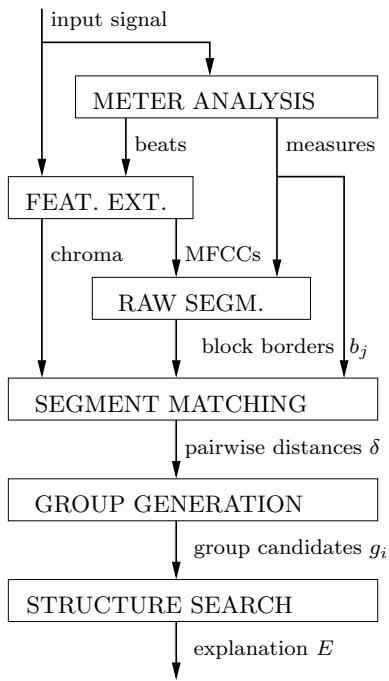 input signal
METER ANALYSIS
beats
measures
FEAT. EXT.
chroma
MFCCs
RAW SEGM.
block borders b_j
SEGMENT MATCHING
pairwise distances δ
GROUP GENERATION
group candidates g_i
STRUCTURE SEARCH
explanation E